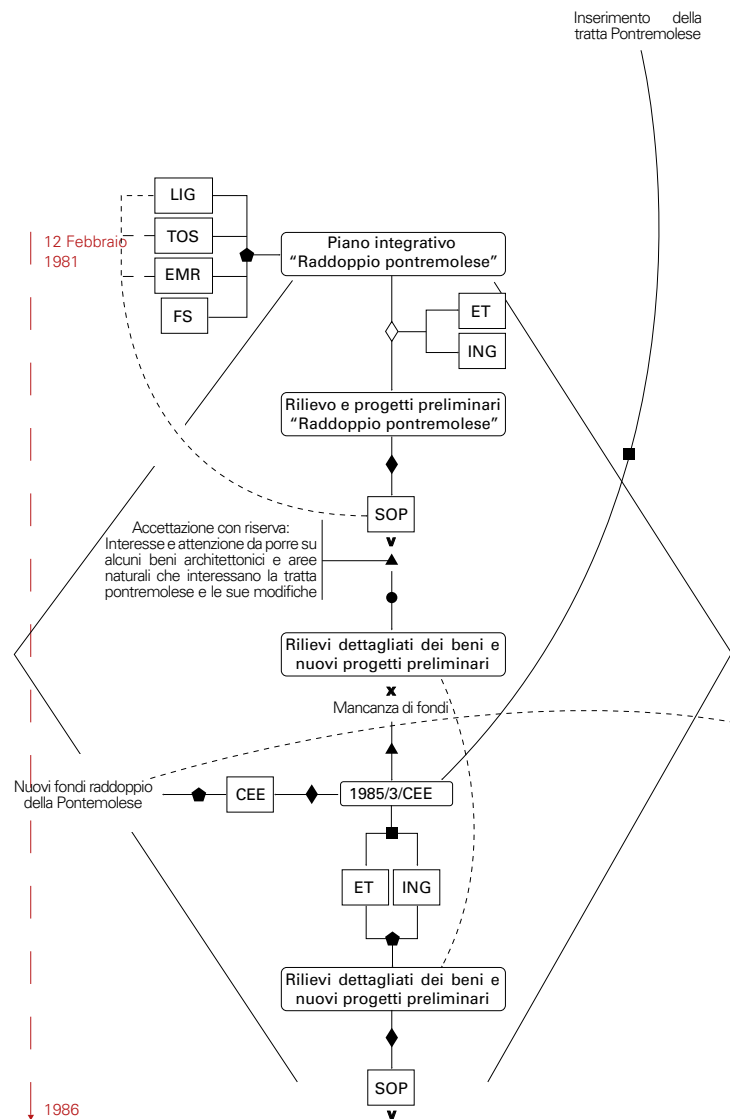 Inserimento della
tratta Pontremolese
LIG
TOS
EMR
FS
12 Febbraio
1981
Piano integrativo
“Raddoppio pontremolese”
ET
ING
Rilievo e progetti preliminari
“Raddoppio pontremolese”
SOP
v
Accettazione con riserva:
Interesse e attenzione da porre su
alcuni beni architettonici e aree
naturali che interessano la tratta
pontremolese e le sue modifiche
Rilievi dettagliati dei beni e
nuovi progetti preliminari
x
Mancanza di fondi
Nuovi fondi raddoppio
della Pontemolese
CEE
1985/3/CEE
ET
ING
Rilievi dettagliati dei beni e
nuovi progetti preliminari
SOP
v
1986